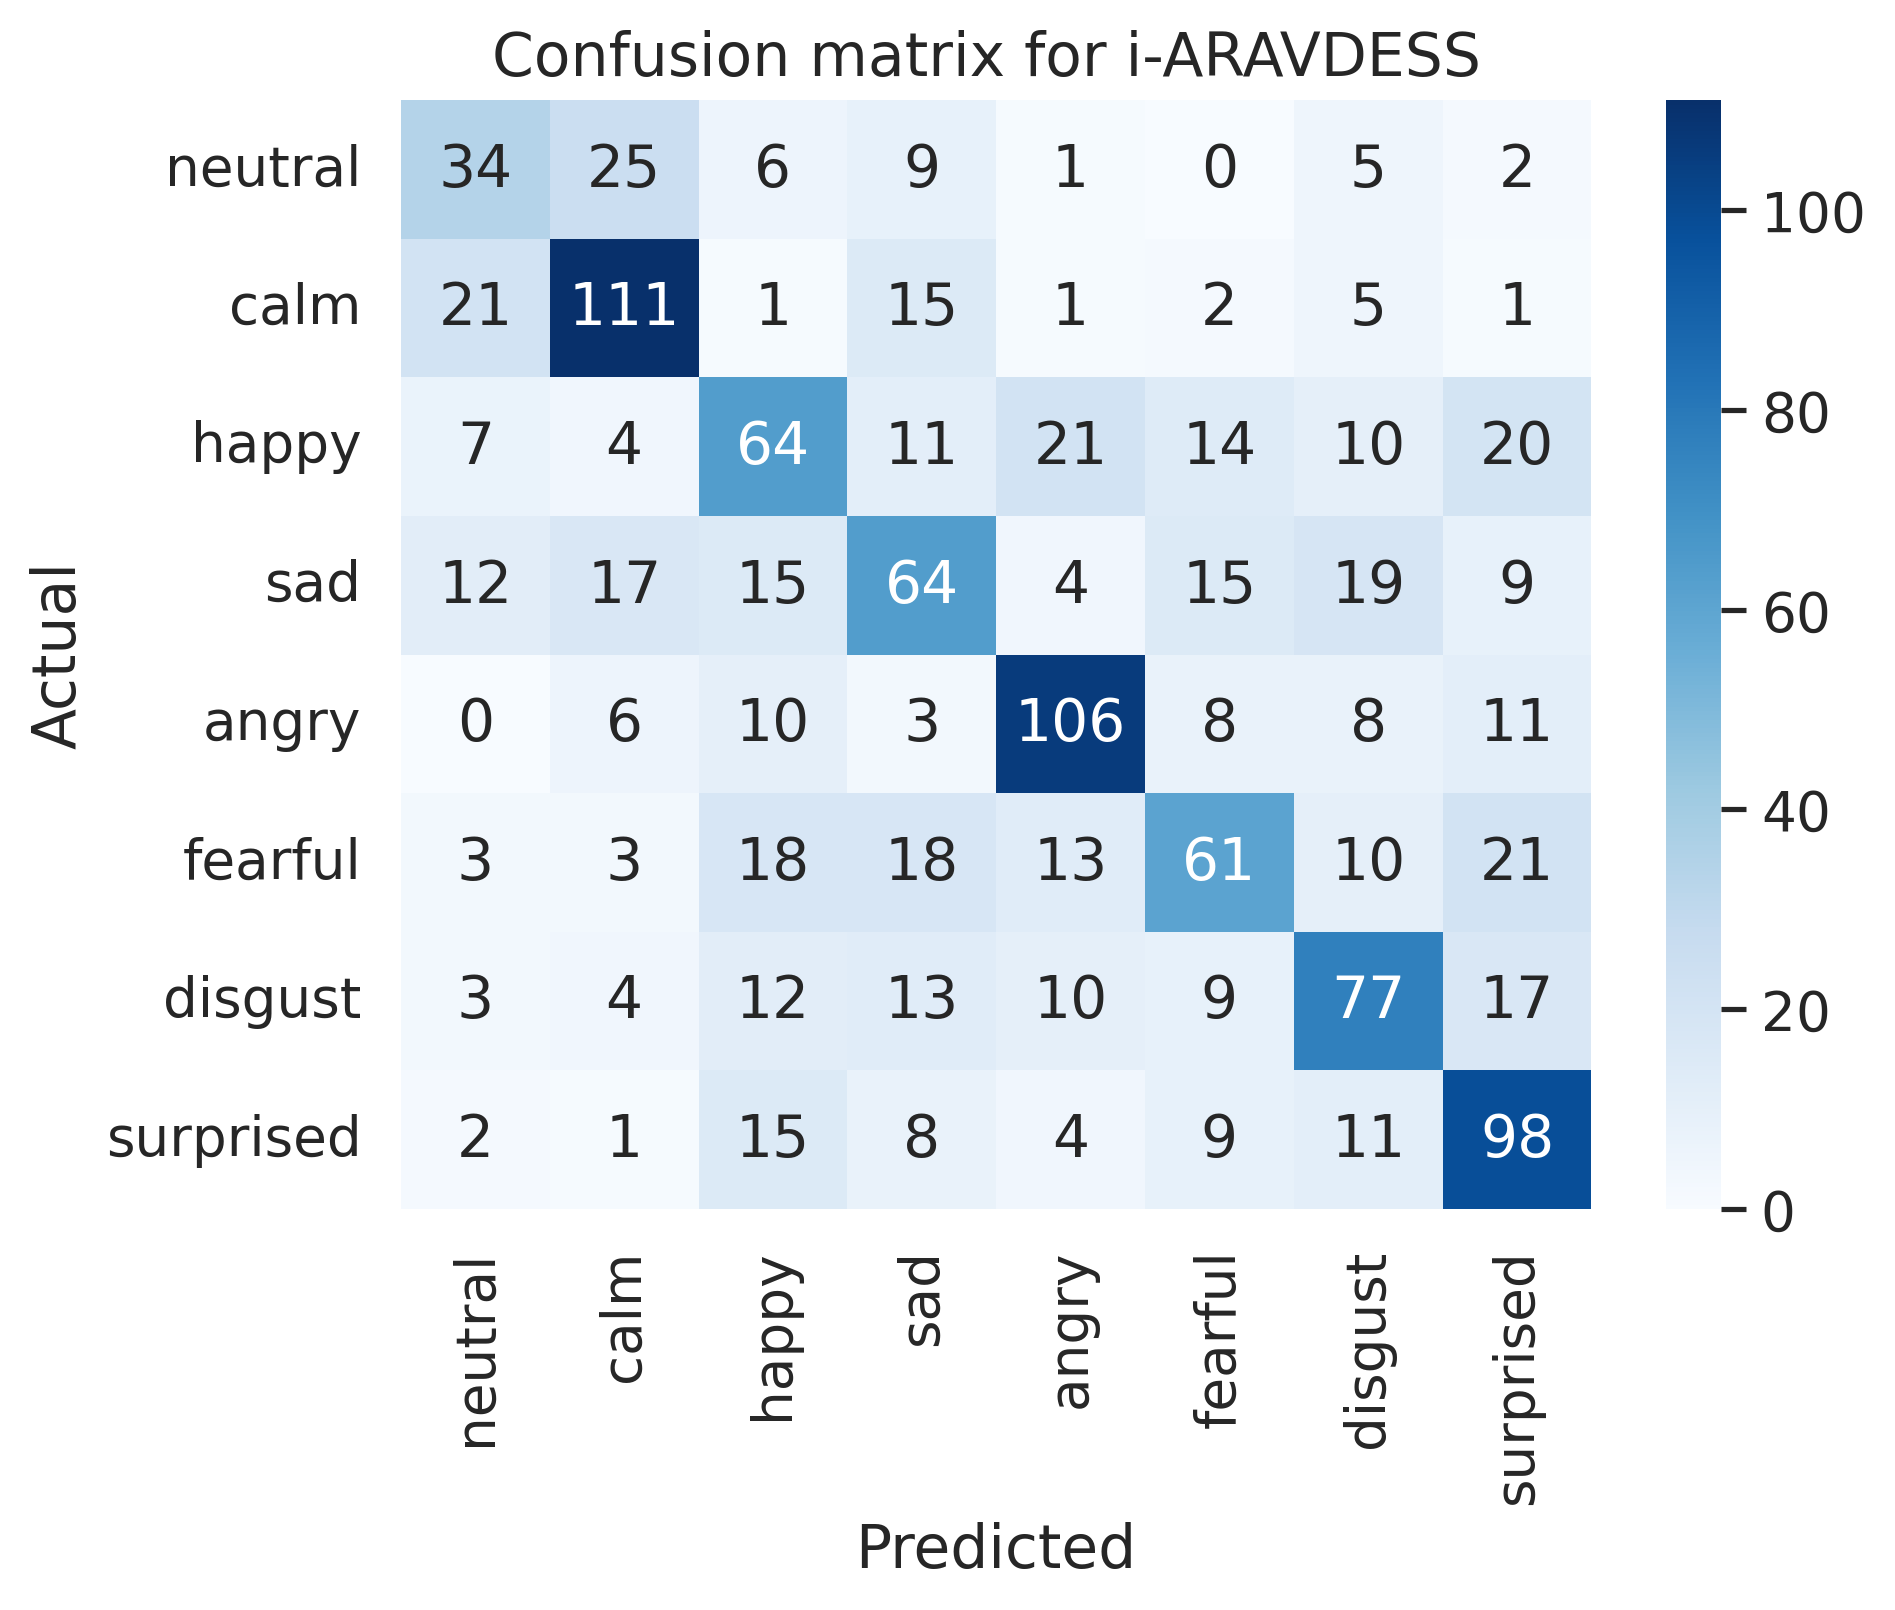 Confusion matrix for i-ARAVDESS
Actual
neutral 34 25 6 9 1 0 5 2
calm 21 111 1 15 1 2 5 1
happy 7 4 64 11 21 14 10 20
sad 12 17 15 64 4 15 19 9
angry 0 6 10 3 106 8 8 11
fearful 3 3 18 18 13 61 10 21
disgust 3 4 12 13 10 9 77 17
surprised 2 1 15 8 4 9 11 98
neutral calm happy sad angry fearful disgust surprised
Predicted
100
80
60
40
20
0